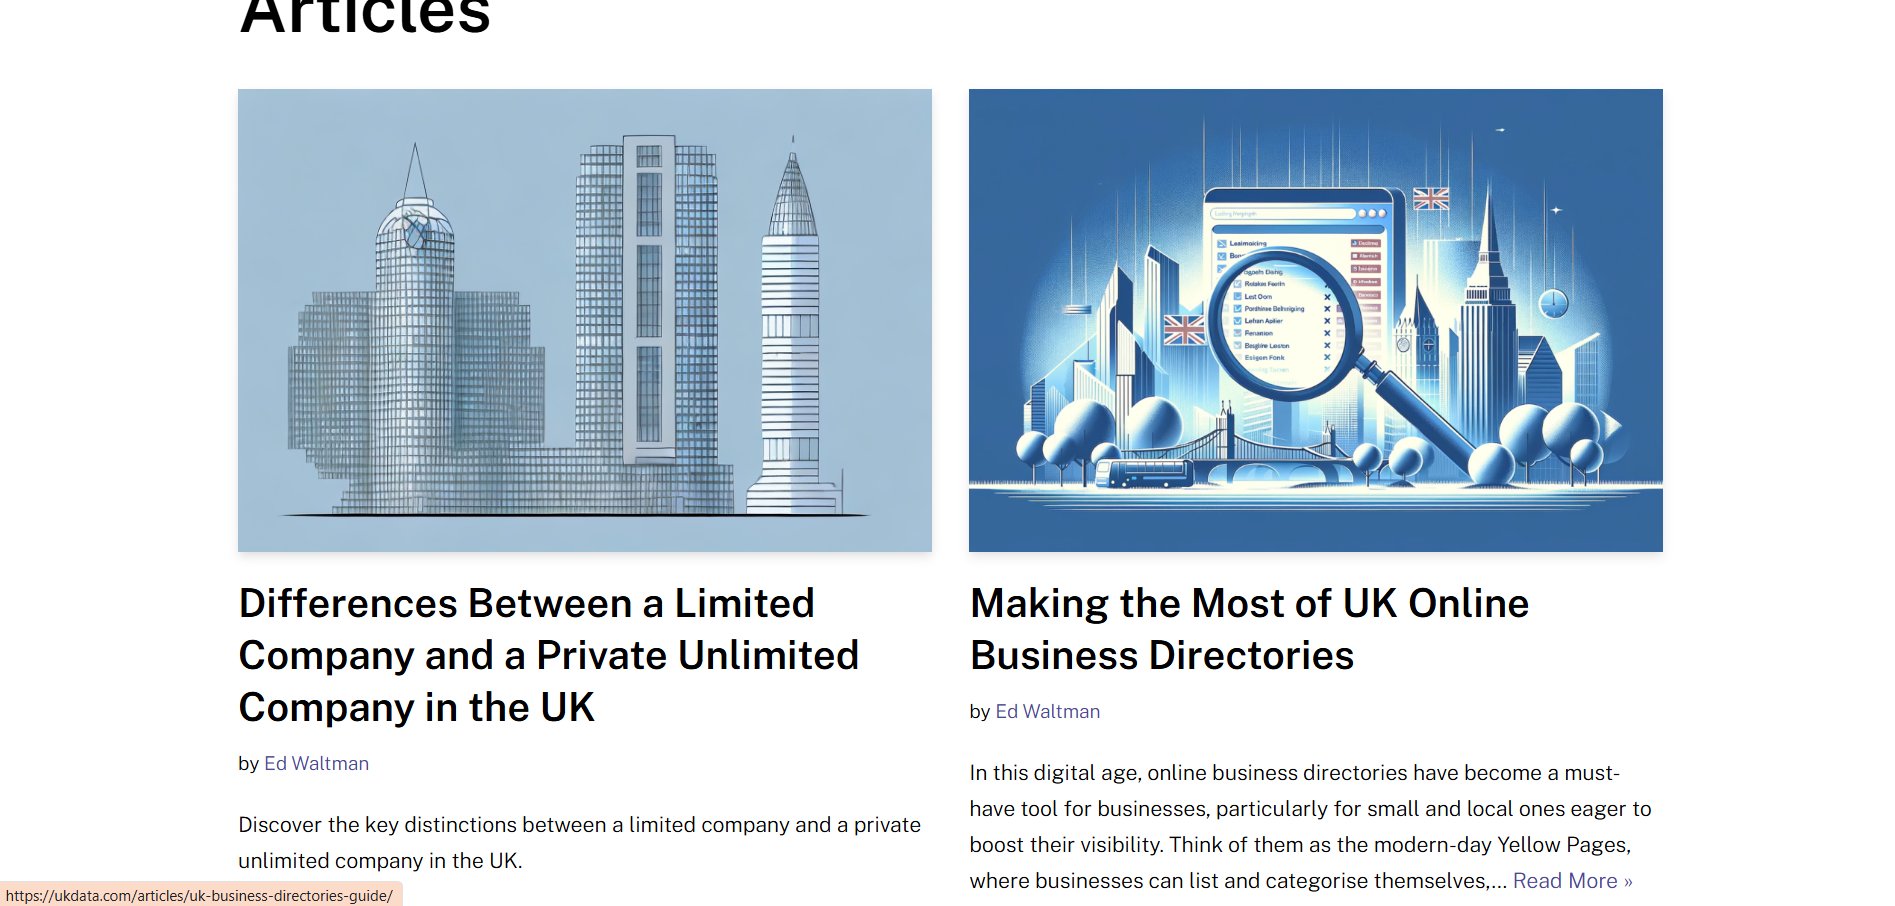 Articles
Lest Dom
Differences Between a Limited
Company and a Private Unlimited
Company in the UK
by Ed Waltman
Discover the key distinctions between a limited company and a private
unlimited company in the UK.
Making the Most of UK Online
Business Directories
by Ed Waltman
In this digital age, online business directories have become a must-
have tool for businesses, particularly for small and local ones eager to
boost their visibility. Think of them as the modern-day Yellow Pages,
where businesses can list and categorise themselves,... Read More »
https://ukdata.com/articles/uk-business-directories-guide/